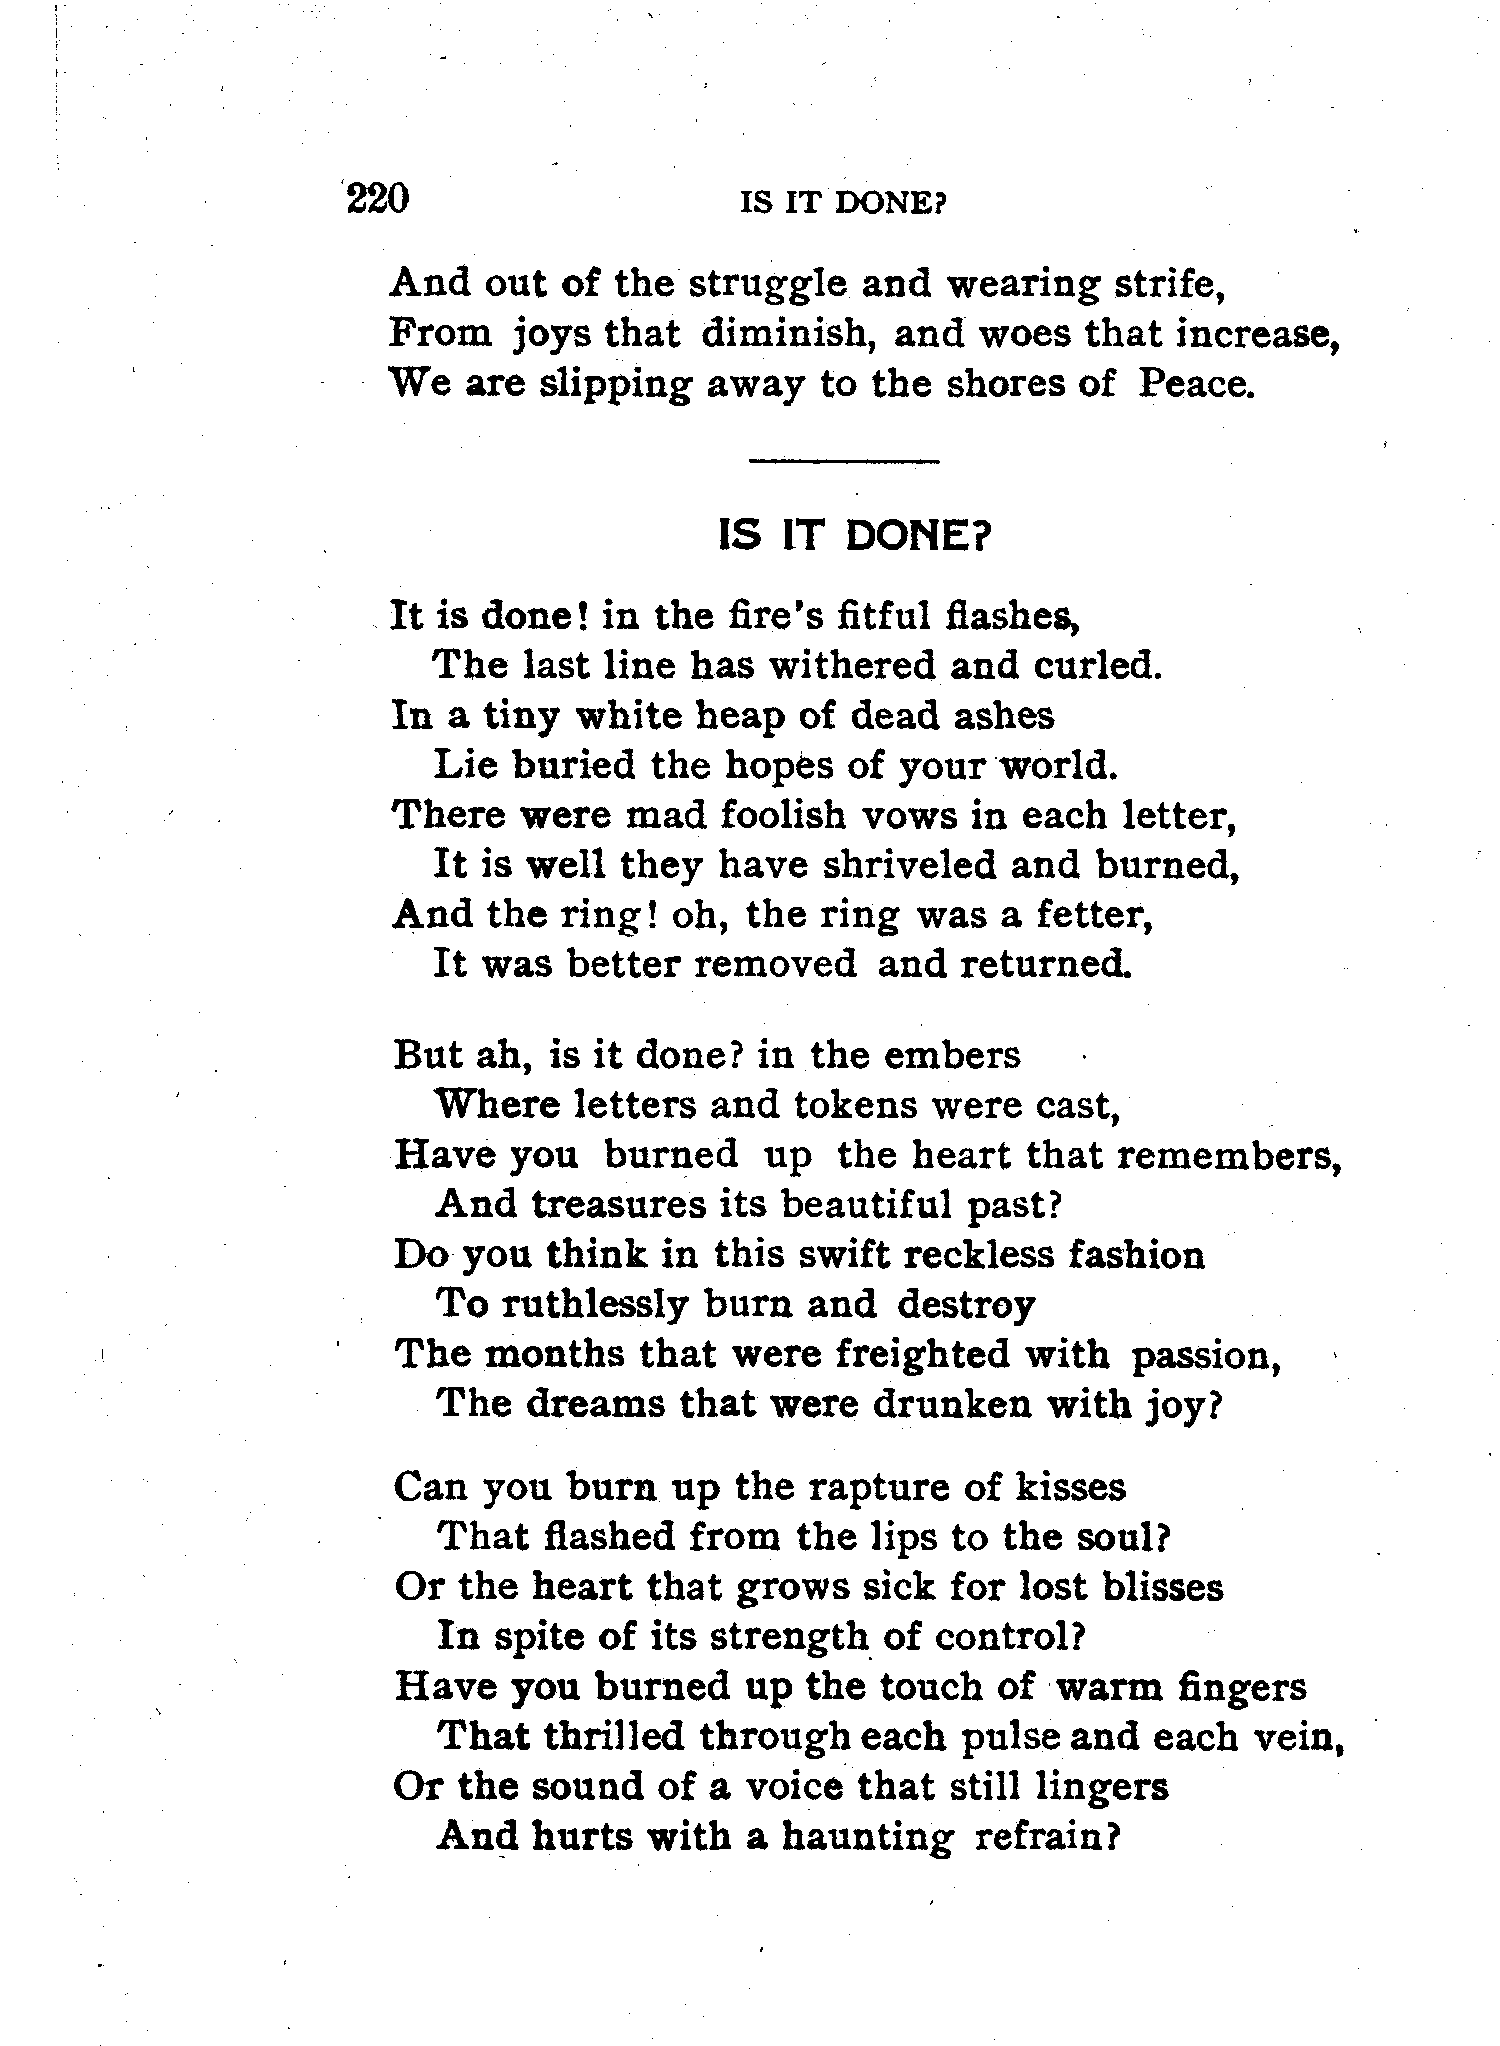 220 IS IT DONE?
And out of the struggle and wearing strife,
From joys that diminish, and woes that increase,
We are slipping away to the shores of Peace.
IS IT DONE?
It is done! in the fire's fitful flashes,
The last line has withered and curled.
In a tiny white heap of dead ashes
Lie buried the hopes of your world.
There were mad foolish vows in each letter,
It is well they have shriveled and burned,
And the ring! oh, the ring was a fetter,
It was better removed and returned.
But ah, is it done? in the embers
Where letters and tokens were cast,
Have you burned up the heart that remembers,
And treasures its beautiful past?
Do you think in this swift reckless fashion
To ruthlessly burn and destroy
The months that were freighted with passion,
The dreams that were drunken with joy?
Can you burn up the rapture of kisses
That flashed from the lips to the soul?
Or the heart that grows sick for lost blisses
In spite of its strength of control?
Have you burned up the touch of warm fingers
That thrilled through each pulse and each vein,
Or the sound of a voice that still lingers
And hurts with a haunting refrain?